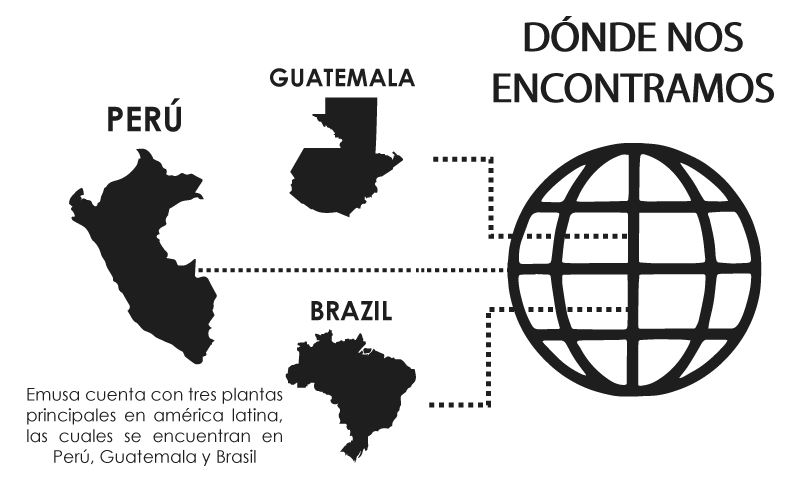 DÓNDE NOS
ENCONTRAMOS
GUATEMALA
PERÚ
BRAZIL
Emusa cuenta con tres plantas
principales en américa latina,
las cuales se encuentran en
Perú, Guatemala y Brasil